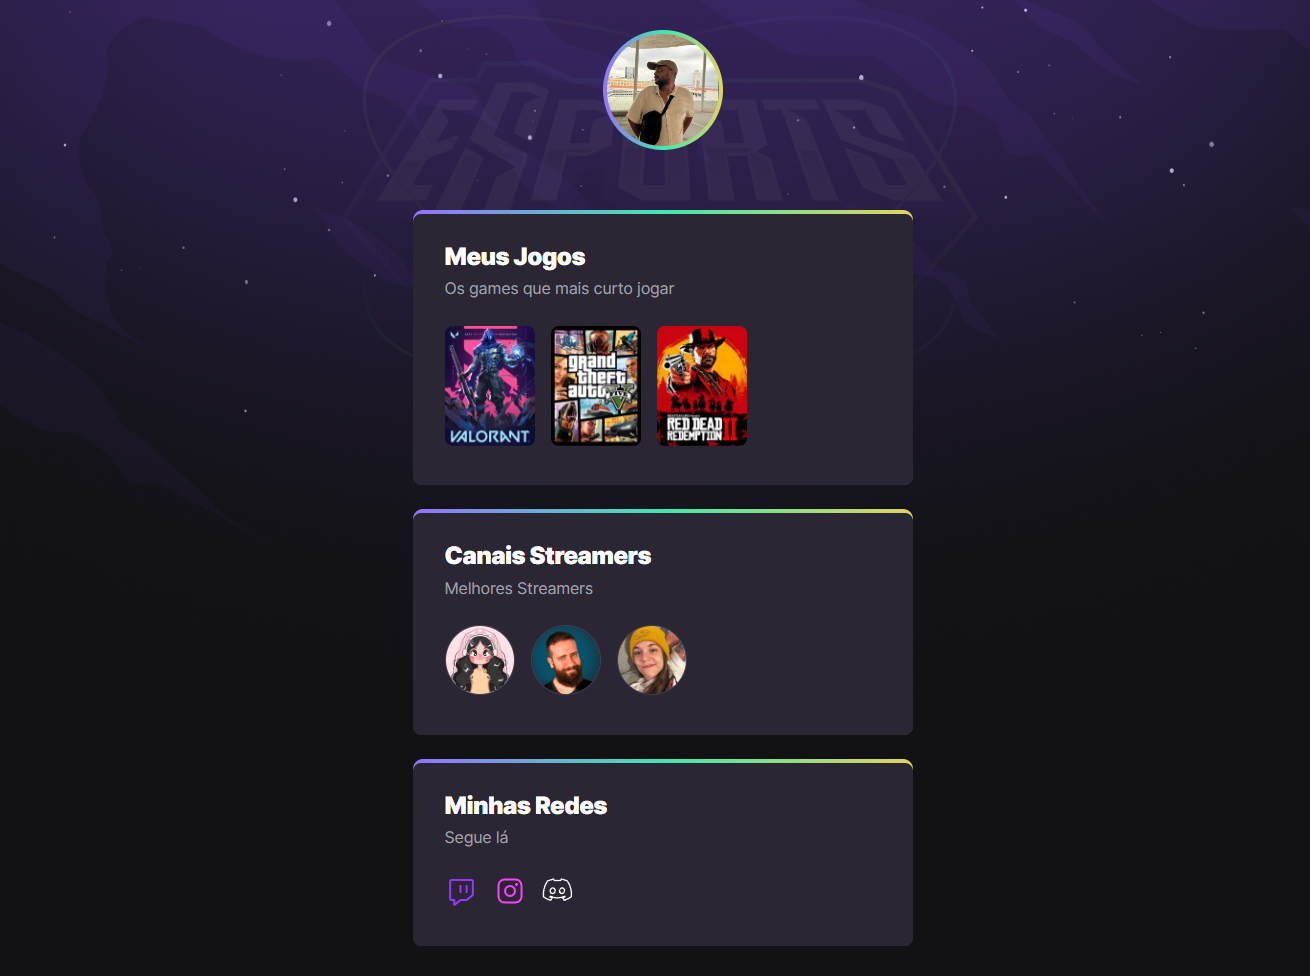 ESPORTS
Meus Jogos
Os games que mais curto jogar
VALORANT
grand
theft
auto
V
RED DEAD
REDEMPTION II
Canais Streamers
Melhores Streamers
Minhas Redes
Segue lá